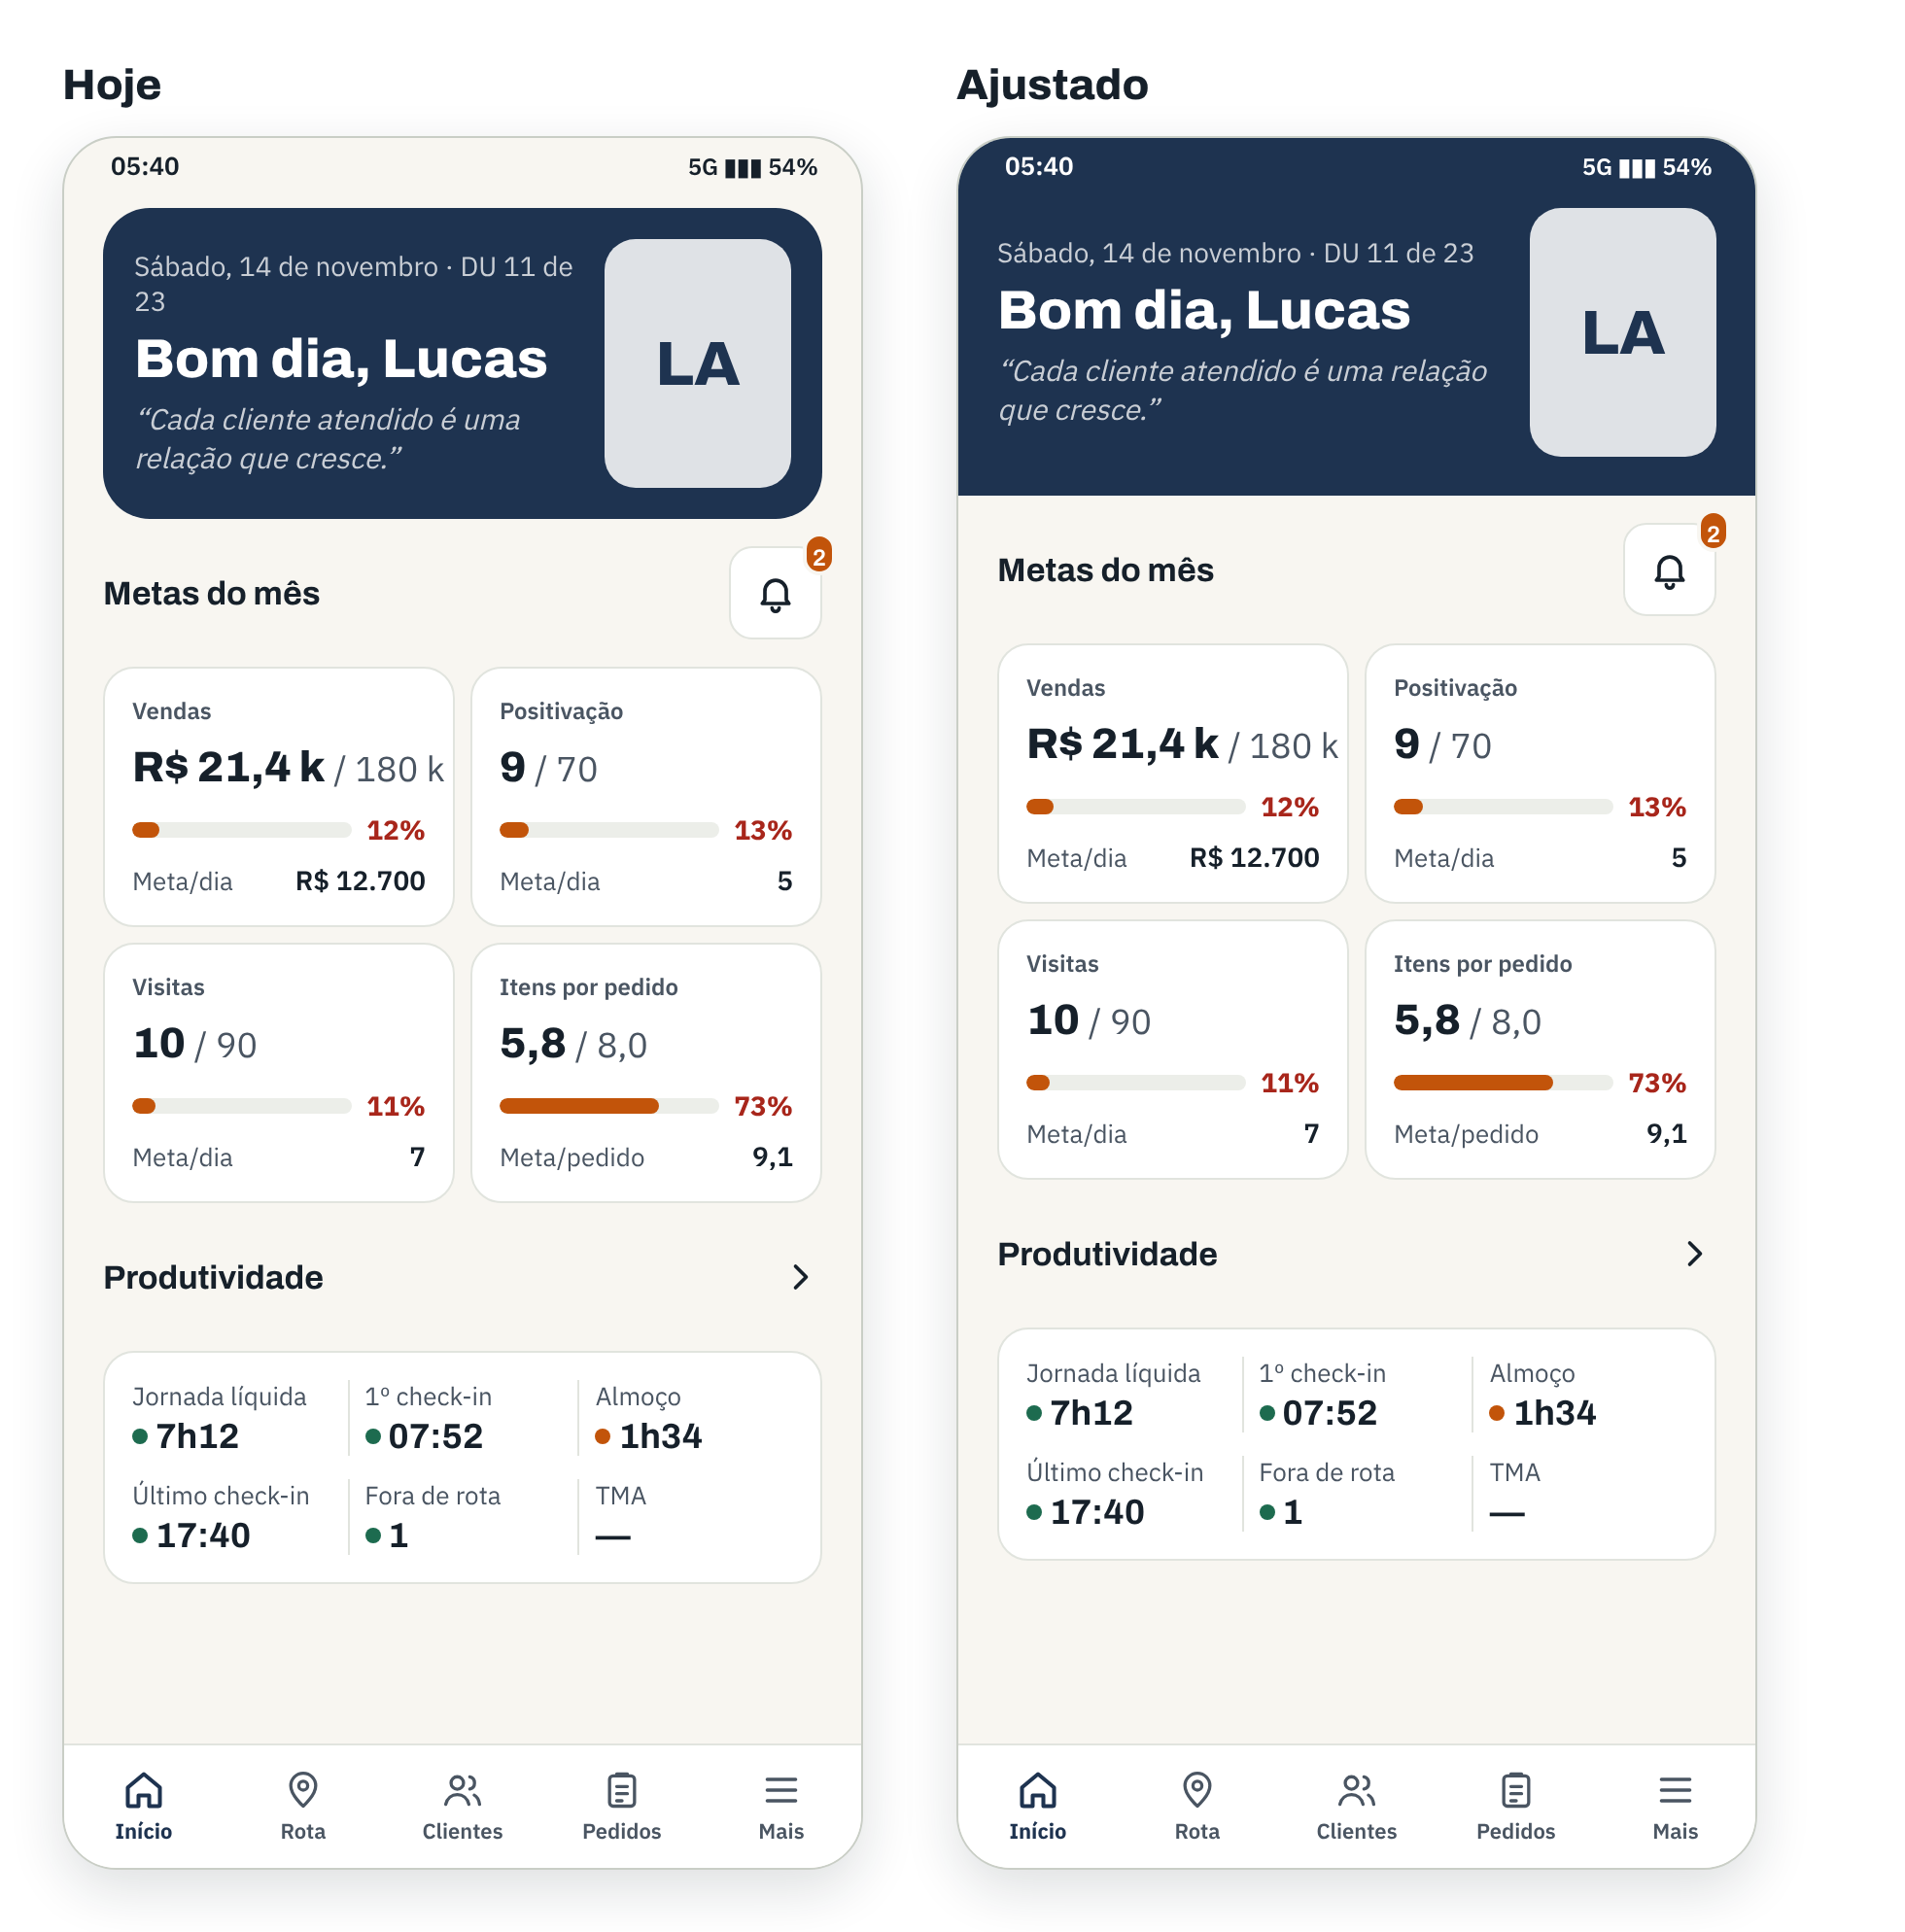 Hoje
05:40
5G 54%
Sábado, 14 de novembro · DU 11 de
23
Bom dia, Lucas
“Cada cliente atendido é uma
relação que cresce.”
LA
Metas do mês
2
Vendas
R$ 21,4 k / 180 k
12%
Meta/dia R$ 12.700
Positivação
9 / 70
13%
Meta/dia 5
Visitas
10 / 90
11%
Meta/dia 7
Itens por pedido
5,8 / 8,0
73%
Meta/pedido 9,1
Produtividade
Jornada líquida
7h12
1º check-in
07:52
Almoço
1h34
Último check-in
17:40
Fora de rota
1
TMA
—
Início
Rota
Clientes
Pedidos
Mais
Ajustado
05:40
5G 54%
Sábado, 14 de novembro · DU 11 de 23
Bom dia, Lucas
“Cada cliente atendido é uma relação
que cresce.”
LA
Metas do mês
2
Vendas
R$ 21,4 k / 180 k
12%
Meta/dia R$ 12.700
Positivação
9 / 70
13%
Meta/dia 5
Visitas
10 / 90
11%
Meta/dia 7
Itens por pedido
5,8 / 8,0
73%
Meta/pedido 9,1
Produtividade
Jornada líquida
7h12
1º check-in
07:52
Almoço
1h34
Último check-in
17:40
Fora de rota
1
TMA
—
Início
Rota
Clientes
Pedidos
Mais